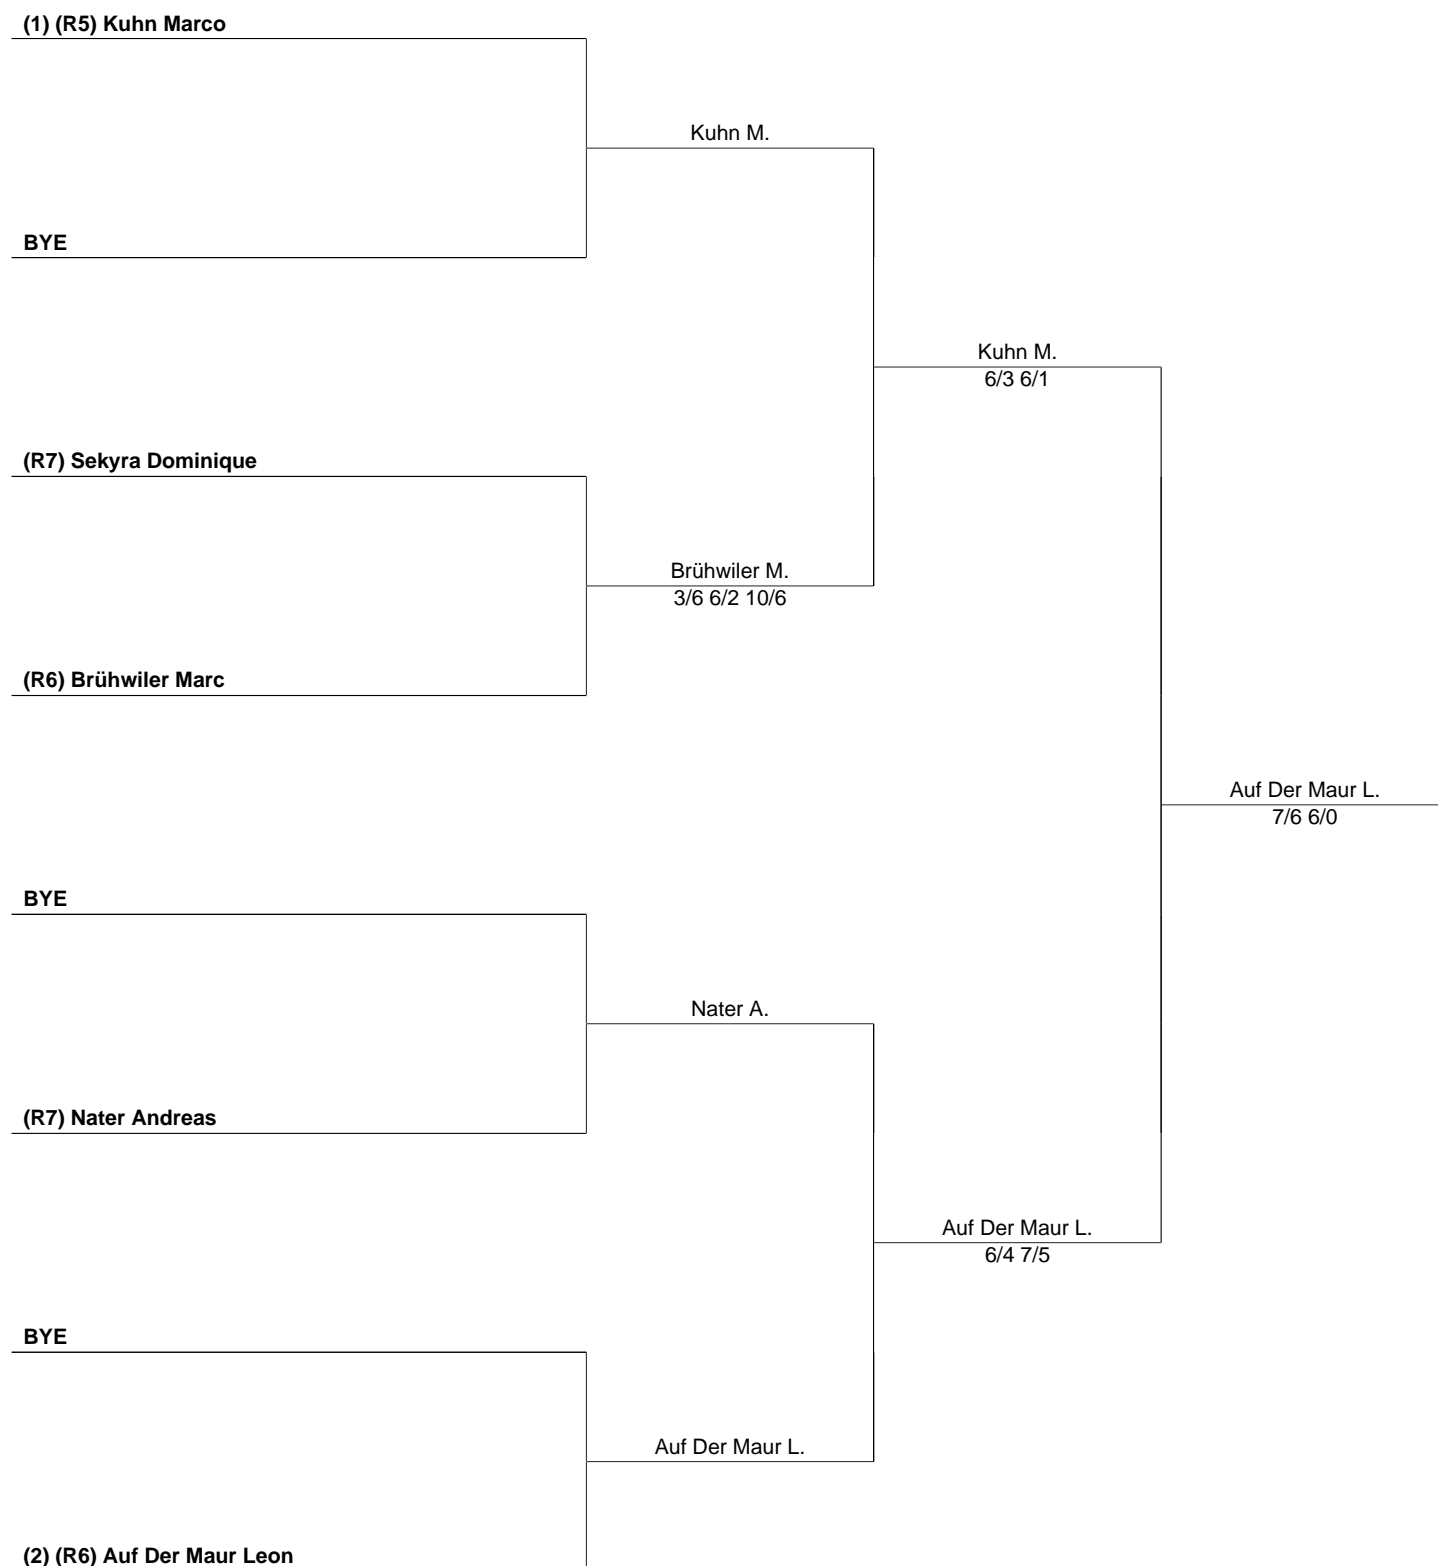 (1) (R5) Kuhn Marco
Kuhn M.
BYE
Kuhn M.
6/3 6/1
(R7) Sekyra Dominique
Brühwiler M.
3/6 6/2 10/6
(R6) Brühwiler Marc
Auf Der Maur L.
7/6 6/0
BYE
Nater A.
(R7) Nater Andreas
Auf Der Maur L.
6/4 7/5
BYE
Auf Der Maur L.
(2) (R6) Auf Der Maur Leon